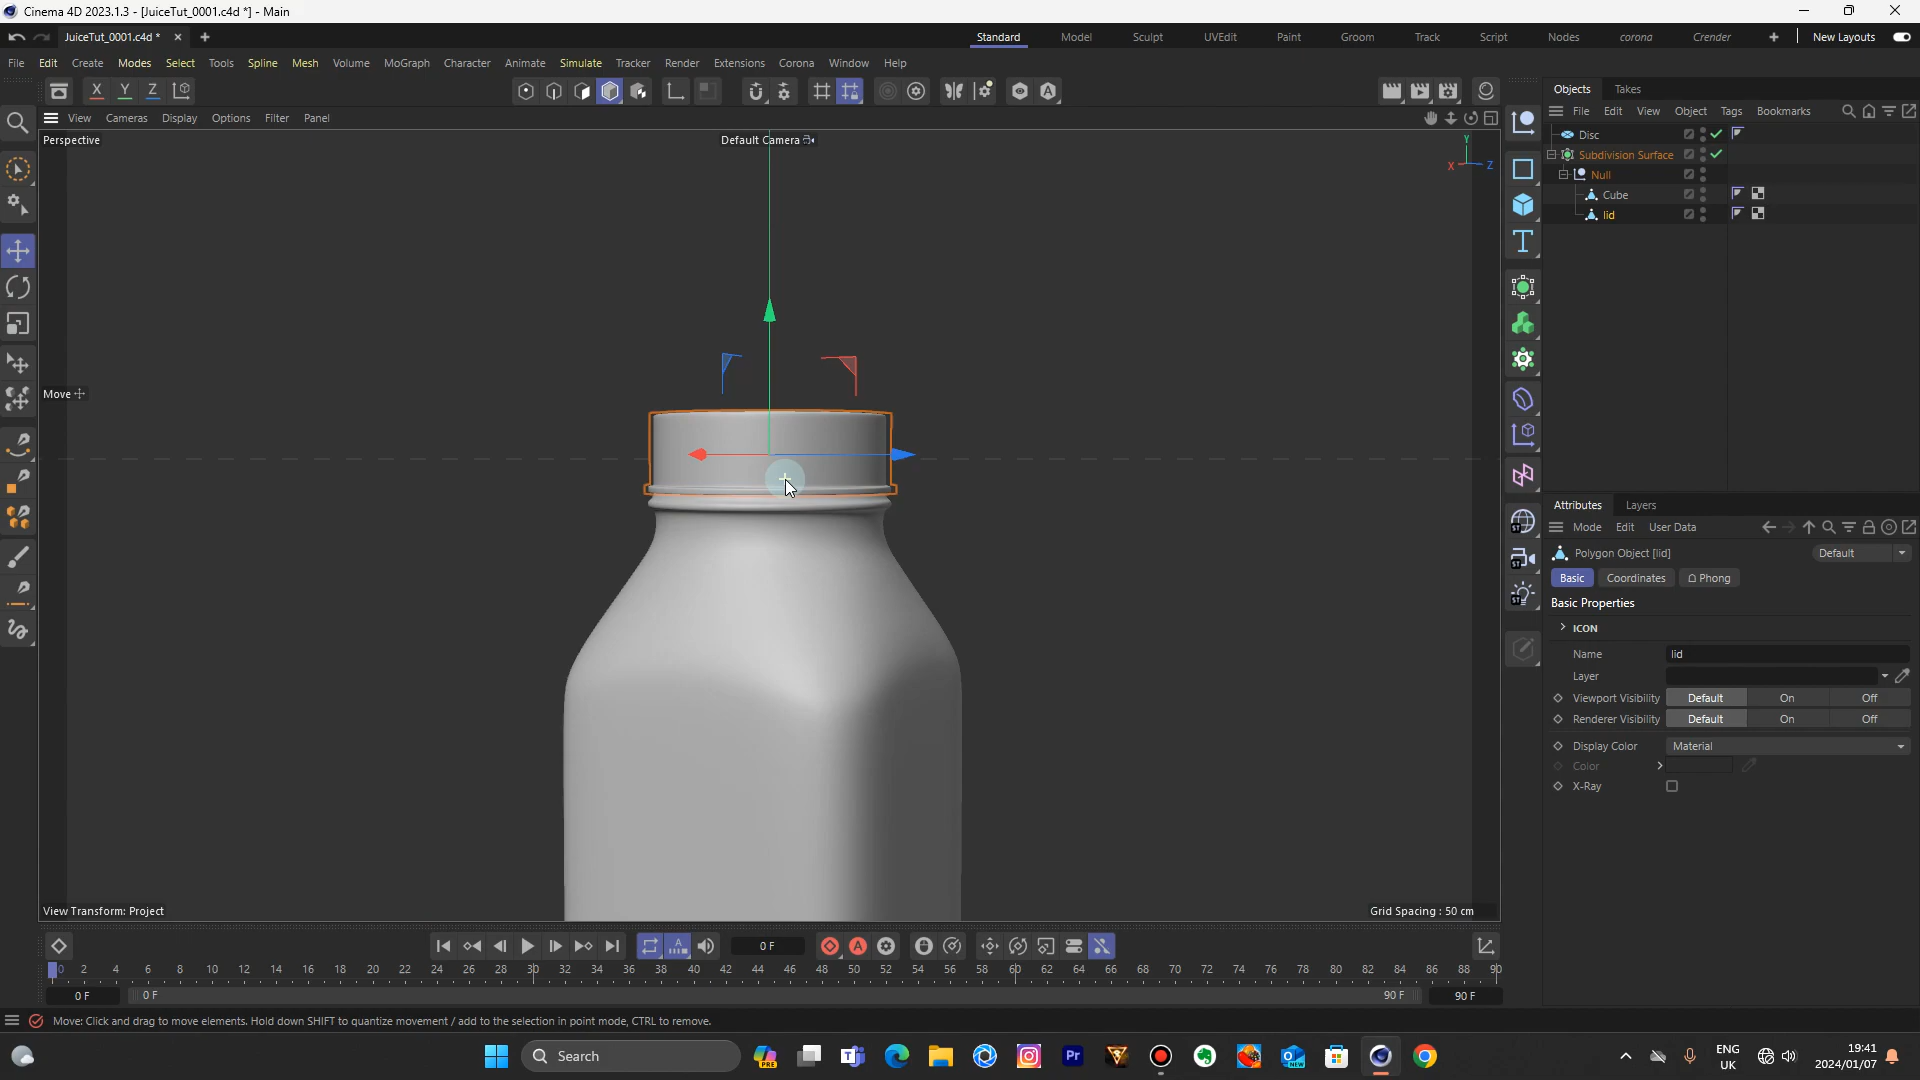 Cinema 4D 2023.1.3 - [JuiceTut_0001.c4d *] - Main
JuiceTut_0001.c4d *
Standard Model Sculpt UVEdit Paint Groom Track Script Nodes corona Crender New Layouts
File Edit Create Modes Select Tools Spline Mesh Volume MoGraph Character Animate Simulate Tracker Render Extensions Corona Window Help
X Y Z
Objects Takes
View Cameras Display Options Filter Panel
File Edit View Object Tags Bookmarks
Perspective
Default Camera
Y
X
Z
Disc
Subdivision Surface
Null
Cube
lid
Move
Attributes Layers
Mode Edit User Data
Polygon Object [lid]
Default
Basic Coordinates Phong
Basic Properties
ICON
Name lid
Layer
Viewport Visibility Default On Off
Renderer Visibility Default On Off
Display Color Material
Color
X-Ray
View Transform: Project
Grid Spacing : 50 cm
0 F
0 2 4 6 8 10 12 14 16 18 20 22 24 26 28 30 32 34 36 38 40 42 44 46 48 50 52 54 56 58 60 62 64 66 68 70 72 74 76 78 80 82 84 86 88 90
0 F 0 F 90 F 90 F
Move: Click and drag to move elements. Hold down SHIFT to quantize movement / add to the selection in point mode, CTRL to remove.
Search
ENG
UK
19:41
2024/01/07